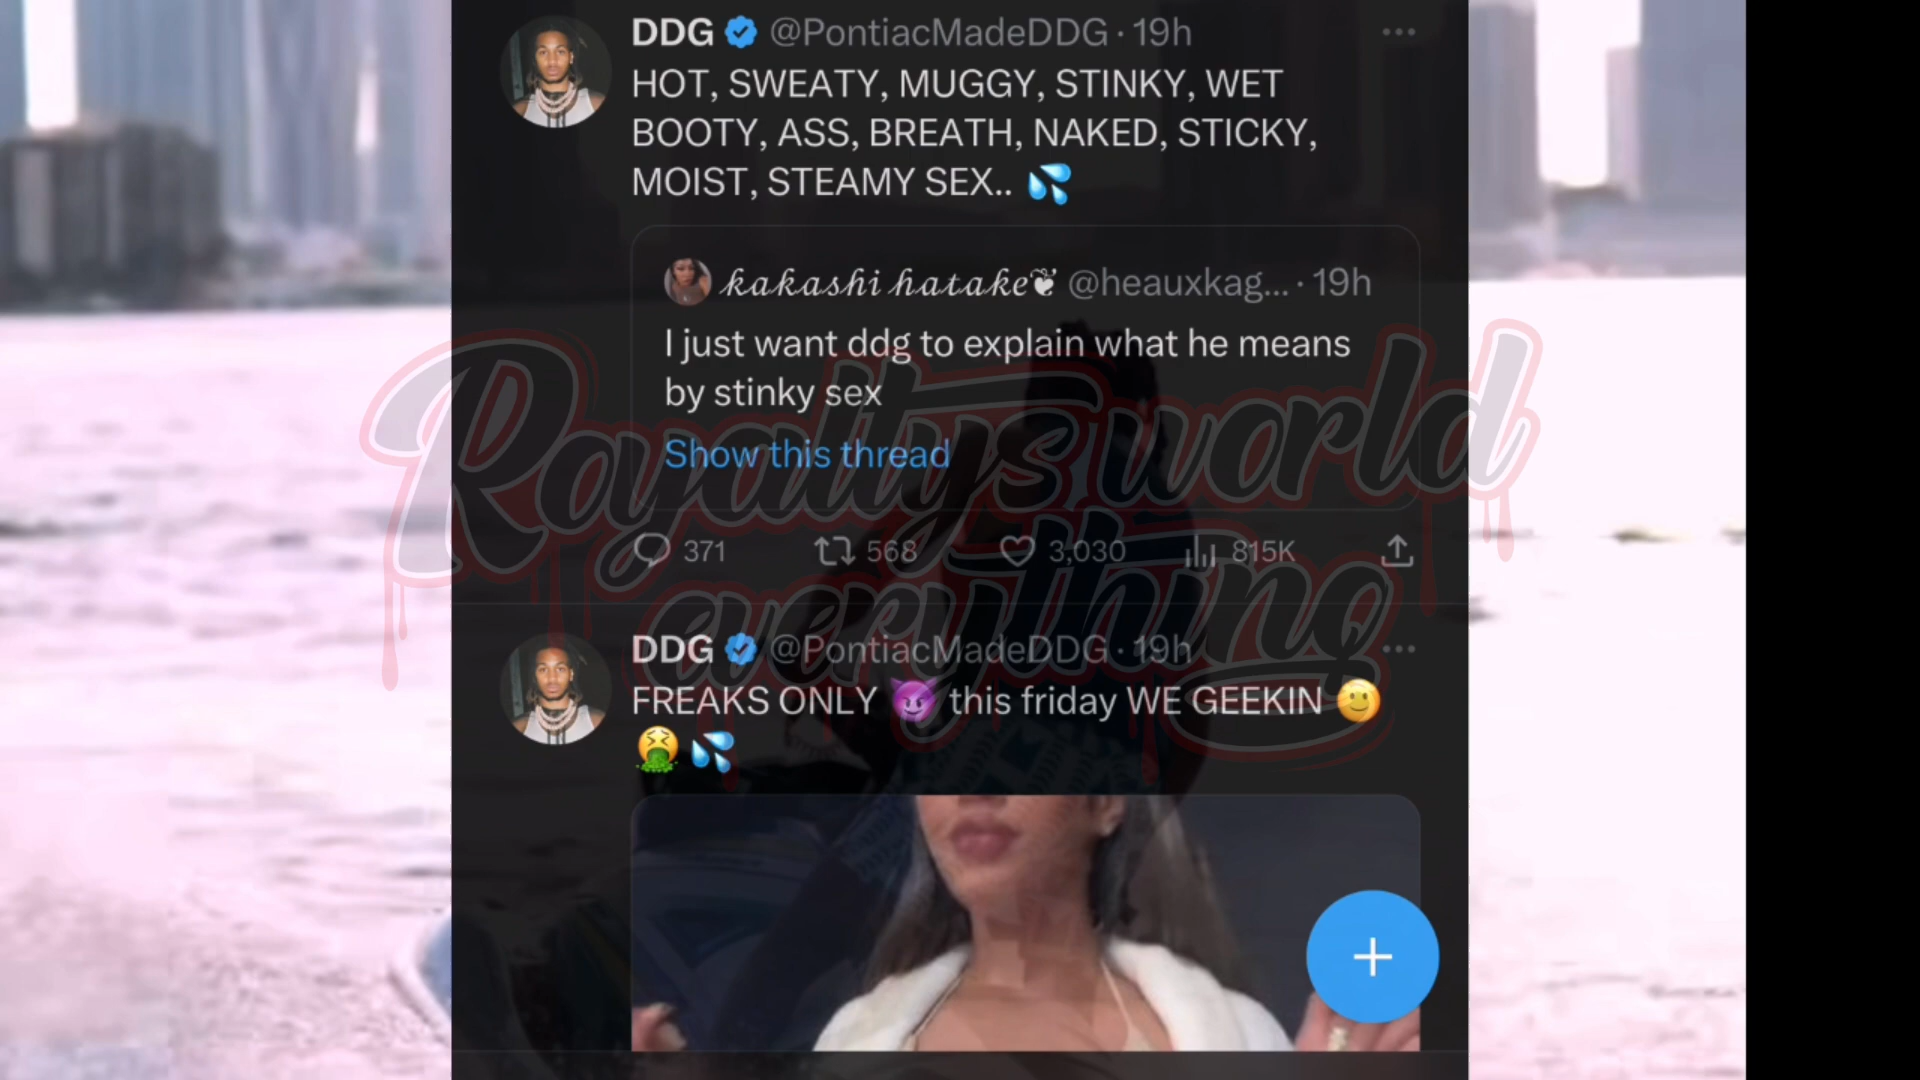 DDG @PontiacMadeDDG · 19h
HOT, SWEATY, MUGGY, STINKY, WET
BOOTY, ASS, BREATH, NAKED, STICKY,
MOIST, STEAMY SEX.. 💦
kakashi hatake❦ @heauxkag... · 19h
I just want ddg to explain what he means
by stinky sex
Show this thread
371 568 3,030 815K
Royaltys world
everything
DDG @PontiacMadeDDG · 19h
FREAKS ONLY 😈 this friday WE GEEKIN 🙂
🤮 💦